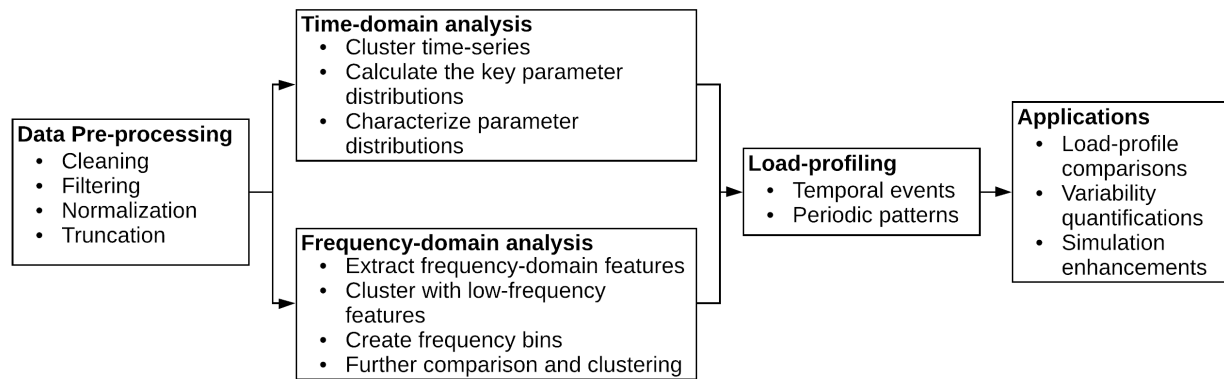 Data Pre-processing
• Cleaning
• Filtering
• Normalization
• Truncation
Time-domain analysis
• Cluster time-series
• Calculate the key parameter
distributions
• Characterize parameter
distributions
Frequency-domain analysis
• Extract frequency-domain features
• Cluster with low-frequency
features
• Create frequency bins
• Further comparison and clustering
Load-profiling
• Temporal events
• Periodic patterns
Applications
• Load-profile
comparisons
• Variability
quantifications
• Simulation
enhancements